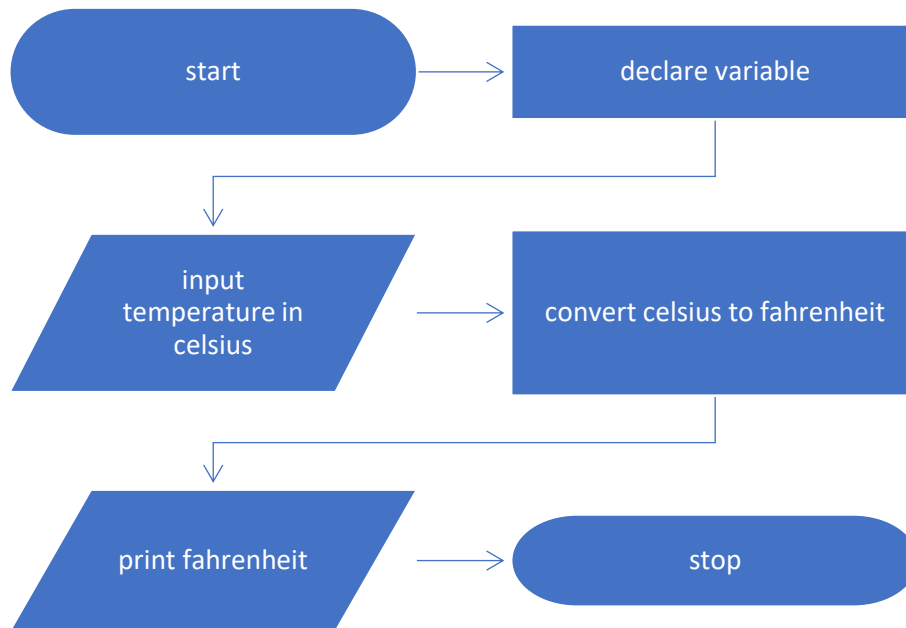 start
declare variable
input
temperature in
celsius
convert celsius to fahrenheit
print fahrenheit
stop